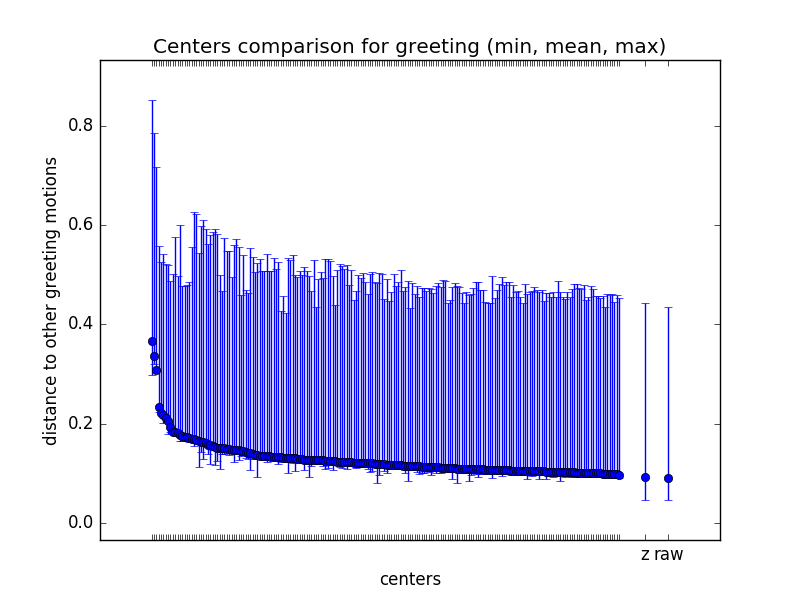 Centers comparison for greeting (min, mean, max)
distance to other greeting motions
0.8
0.6
0.4
0.2
0.0
z raw
centers